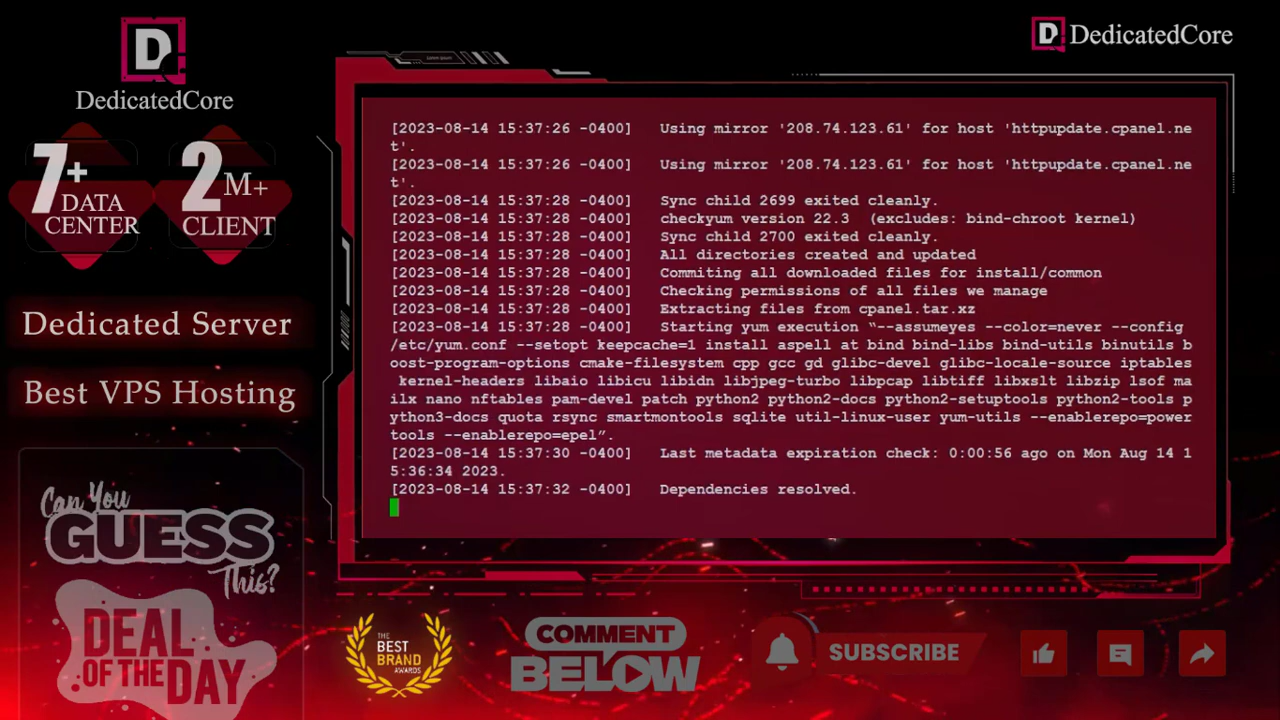 DedicatedCore
DedicatedCore
7+
DATA
CENTER
2
M+
CLIENT
Dedicated Server
Best VPS Hosting
Can You
GUESS
This?
DEAL
OF THE DAY
[2023-08-14 15:37:26 -0400]   Using mirror '208.74.123.61' for host 'httpupdate.cpanel.ne
t'.
[2023-08-14 15:37:26 -0400]   Using mirror '208.74.123.61' for host 'httpupdate.cpanel.ne
t'.
[2023-08-14 15:37:28 -0400]   Sync child 2699 exited cleanly.
[2023-08-14 15:37:28 -0400]   checkyum version 22.3  (excludes: bind-chroot kernel)
[2023-08-14 15:37:28 -0400]   Sync child 2700 exited cleanly.
[2023-08-14 15:37:28 -0400]   All directories created and updated
[2023-08-14 15:37:28 -0400]   Commiting all downloaded files for install/common
[2023-08-14 15:37:28 -0400]   Checking permissions of all files we manage
[2023-08-14 15:37:28 -0400]   Extracting files from cpanel.tar.xz
[2023-08-14 15:37:28 -0400]   Starting yum execution “--assumeyes --color=never --config
/etc/yum.conf --setopt keepcache=1 install aspell at bind bind-libs bind-utils binutils b
oost-program-options cmake-filesystem cpp gcc gd glibc-devel glibc-locale-source iptables
kernel-headers libaio libicu libidn libjpeg-turbo libpcap libtiff libxslt libzip lsof ma
ilx nano nftables pam-devel patch python2 python2-docs python2-setuptools python2-tools p
ython3-docs quota rsync smartmontools sqlite util-linux-user yum-utils --enablerepo=power
tools --enablerepo=epel”.
[2023-08-14 15:37:30 -0400]   Last metadata expiration check: 0:00:56 ago on Mon Aug 14 1
5:36:34 2023.
[2023-08-14 15:37:32 -0400]   Dependencies resolved.
THE
BEST
BRAND
AWARDS
COMMENT
BELOW
SUBSCRIBE